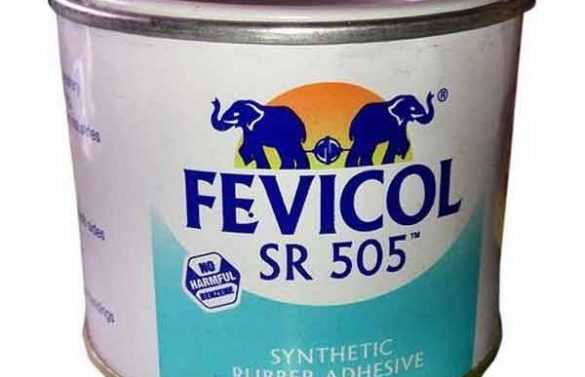 FEVICOL
®
SR 505™
NO
HARMFUL
SYNTHETIC
RUBBER ADHESIVE